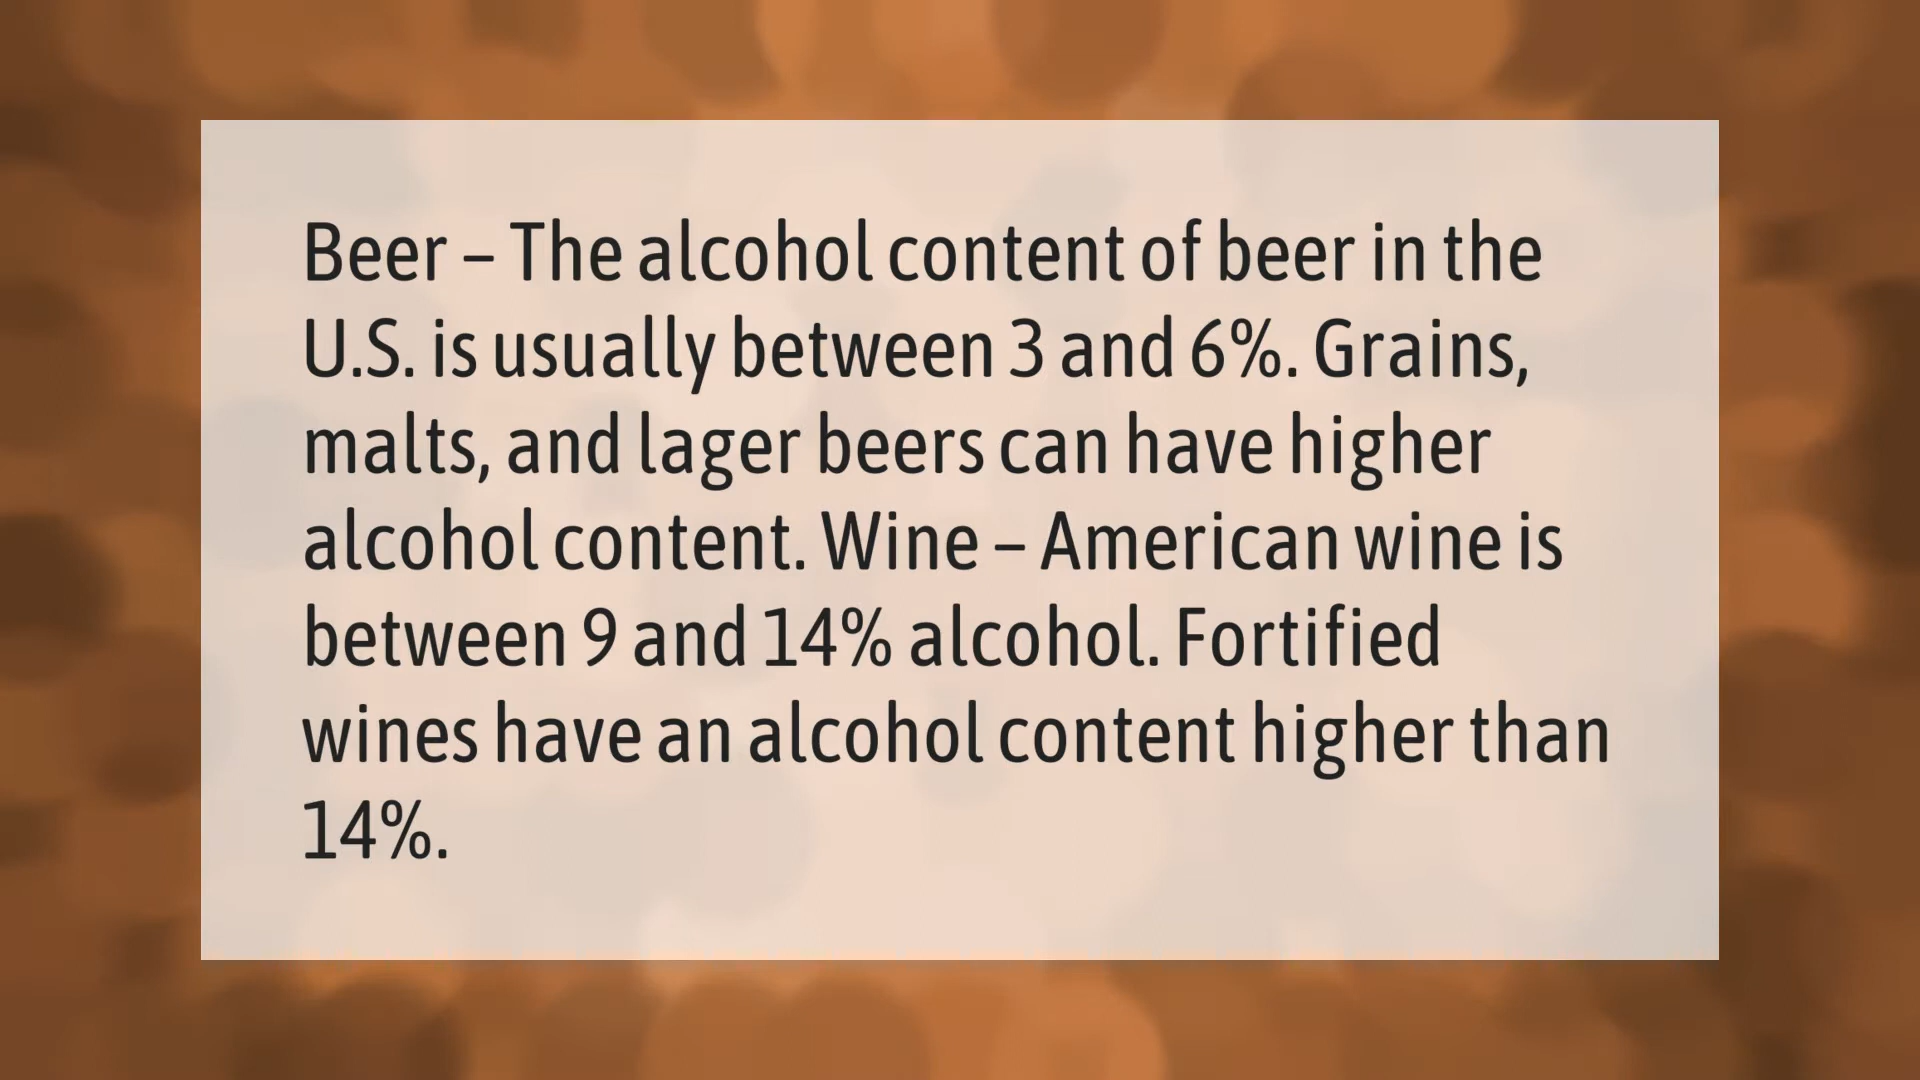 Beer – The alcohol content of beer in the
U.S. is usually between 3 and 6%. Grains,
malts, and lager beers can have higher
alcohol content. Wine – American wine is
between 9 and 14% alcohol. Fortified
wines have an alcohol content higher than
14%.